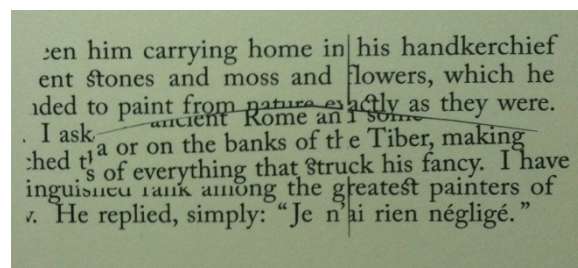 een him carrying home in his handkerchief
ent stones and moss and flowers, which he
nded to paint from nature exactly as they were.
ancient Rome and some
I ask
a or on the banks of the Tiber, making
ched t
s of everything that struck his fancy. I have
inguished rank among the greatest painters of
. He replied, simply: “Je n’ai rien négligé.”